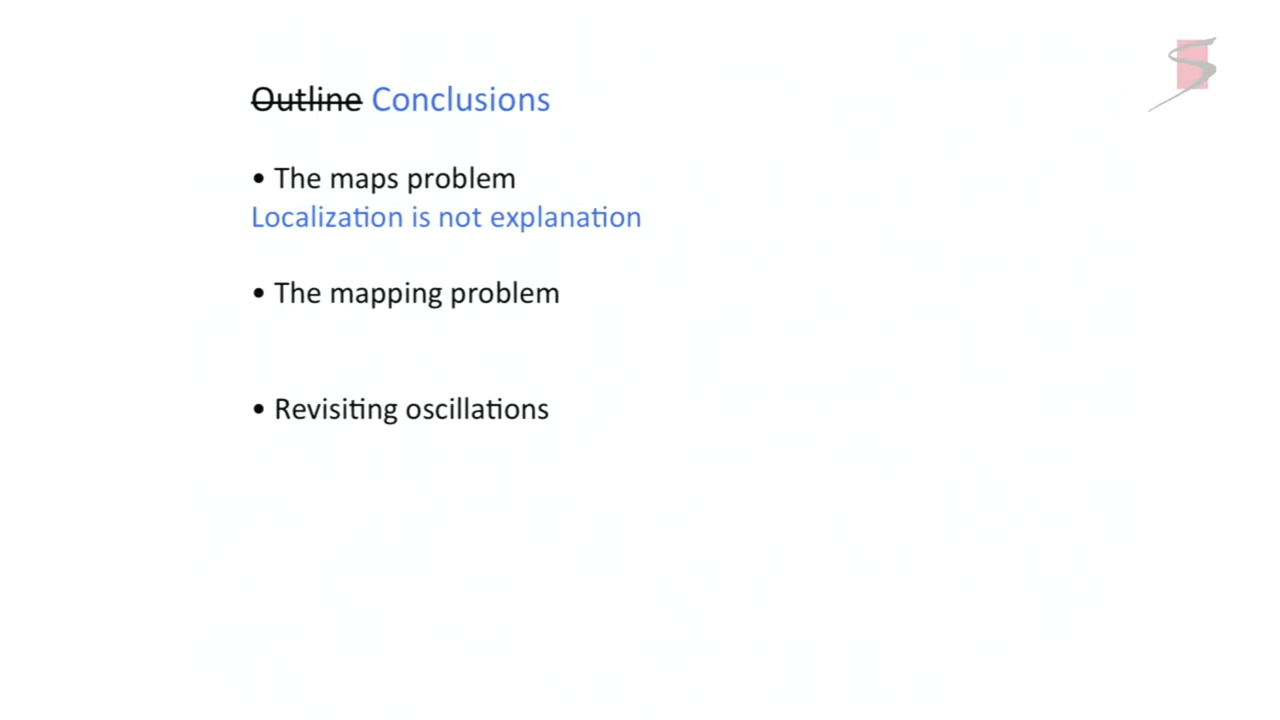 Outline Conclusions
• The maps problem
Localization is not explanation
• The mapping problem
• Revisiting oscillations